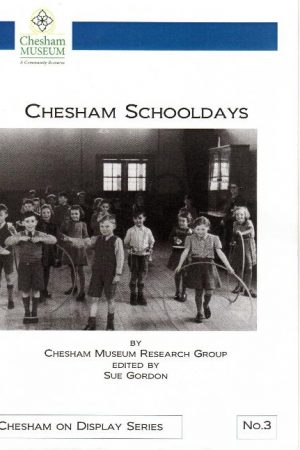 Chesham
MUSEUM
A Community Resource
CHESHAM SCHOOLDAYS
BY
CHESHAM MUSEUM RESEARCH GROUP
EDITED BY
SUE GORDON
CHESHAM ON DISPLAY SERIES
No.3